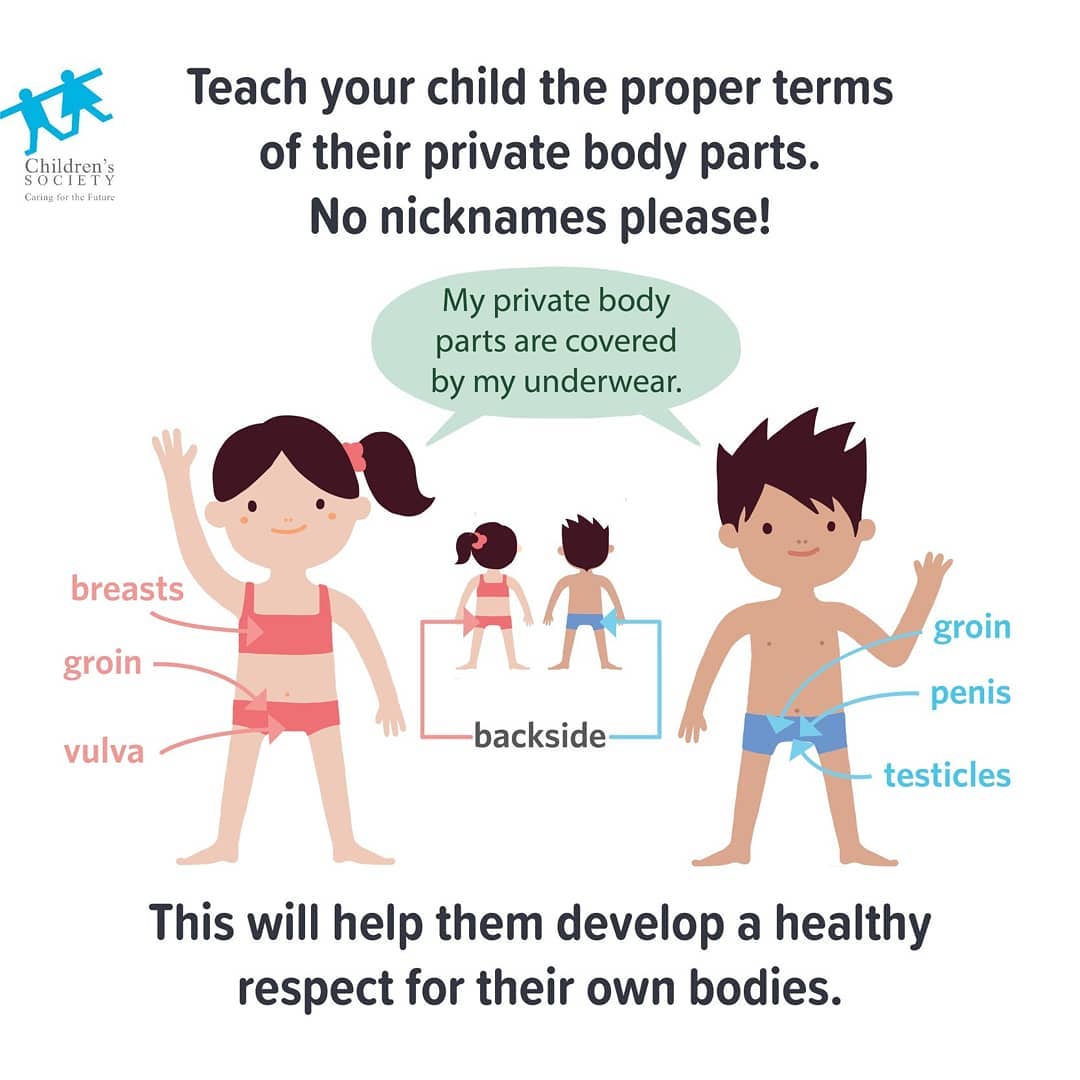 Teach your child the proper terms
of their private body parts.
No nicknames please!
Children's
SOCIETY
Caring for the Future
My private body
parts are covered
by my underwear.
breasts
groin
vulva
backside
groin
penis
testicles
This will help them develop a healthy
respect for their own bodies.